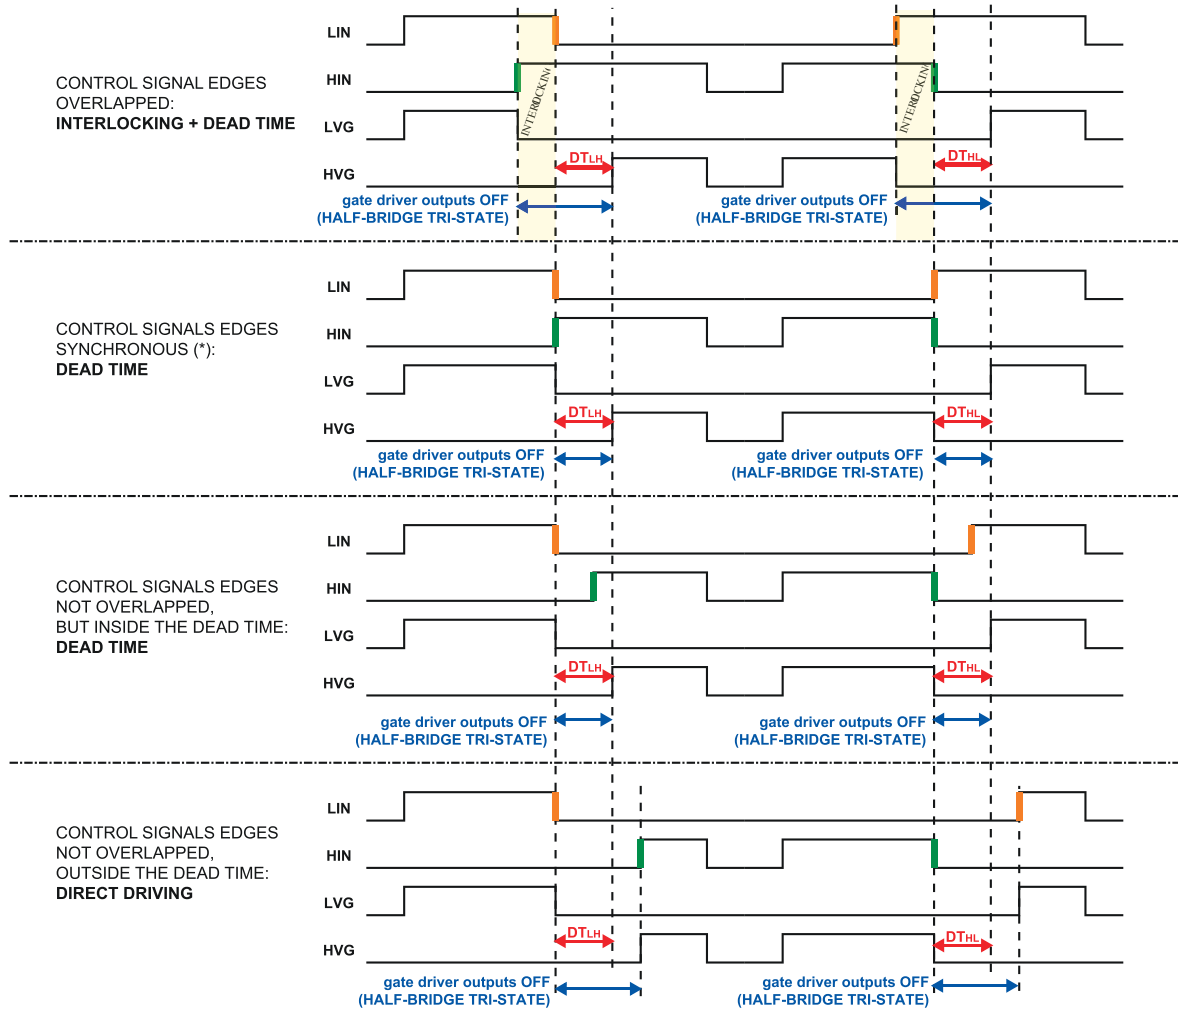 LIN
HIN
CONTROL SIGNAL EDGES
OVERLAPPED:
INTERLOCKING + DEAD TIME
INTERLOCKING
INTERLOCKING
LVG
DTLH
DTHL
HVG
gate driver outputs OFF
(HALF-BRIDGE TRI-STATE)
gate driver outputs OFF
(HALF-BRIDGE TRI-STATE)
LIN
CONTROL SIGNALS EDGES
SYNCHRONOUS (*):
DEAD TIME
HIN
LVG
DTLH
DTHL
HVG
gate driver outputs OFF
(HALF-BRIDGE TRI-STATE)
gate driver outputs OFF
(HALF-BRIDGE TRI-STATE)
LIN
CONTROL SIGNALS EDGES
NOT OVERLAPPED,
BUT INSIDE THE DEAD TIME:
DEAD TIME
HIN
LVG
DTLH
DTHL
HVG
gate driver outputs OFF
(HALF-BRIDGE TRI-STATE)
gate driver outputs OFF
(HALF-BRIDGE TRI-STATE)
LIN
CONTROL SIGNALS EDGES
NOT OVERLAPPED,
OUTSIDE THE DEAD TIME:
DIRECT DRIVING
HIN
LVG
DTLH
DTHL
HVG
gate driver outputs OFF
(HALF-BRIDGE TRI-STATE)
gate driver outputs OFF
(HALF-BRIDGE TRI-STATE)